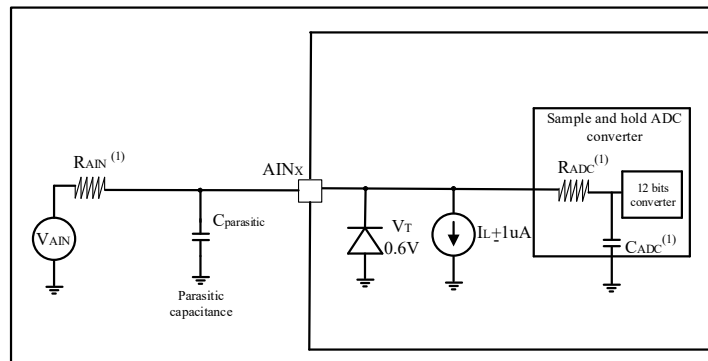 Sample and hold ADC
converter
RAIN (1)
AINX
RADC(1)
12 bits
converter
Cparasitic
VAIN
VT
0.6V
IL±1uA
CADC(1)
Parasitic
capacitance